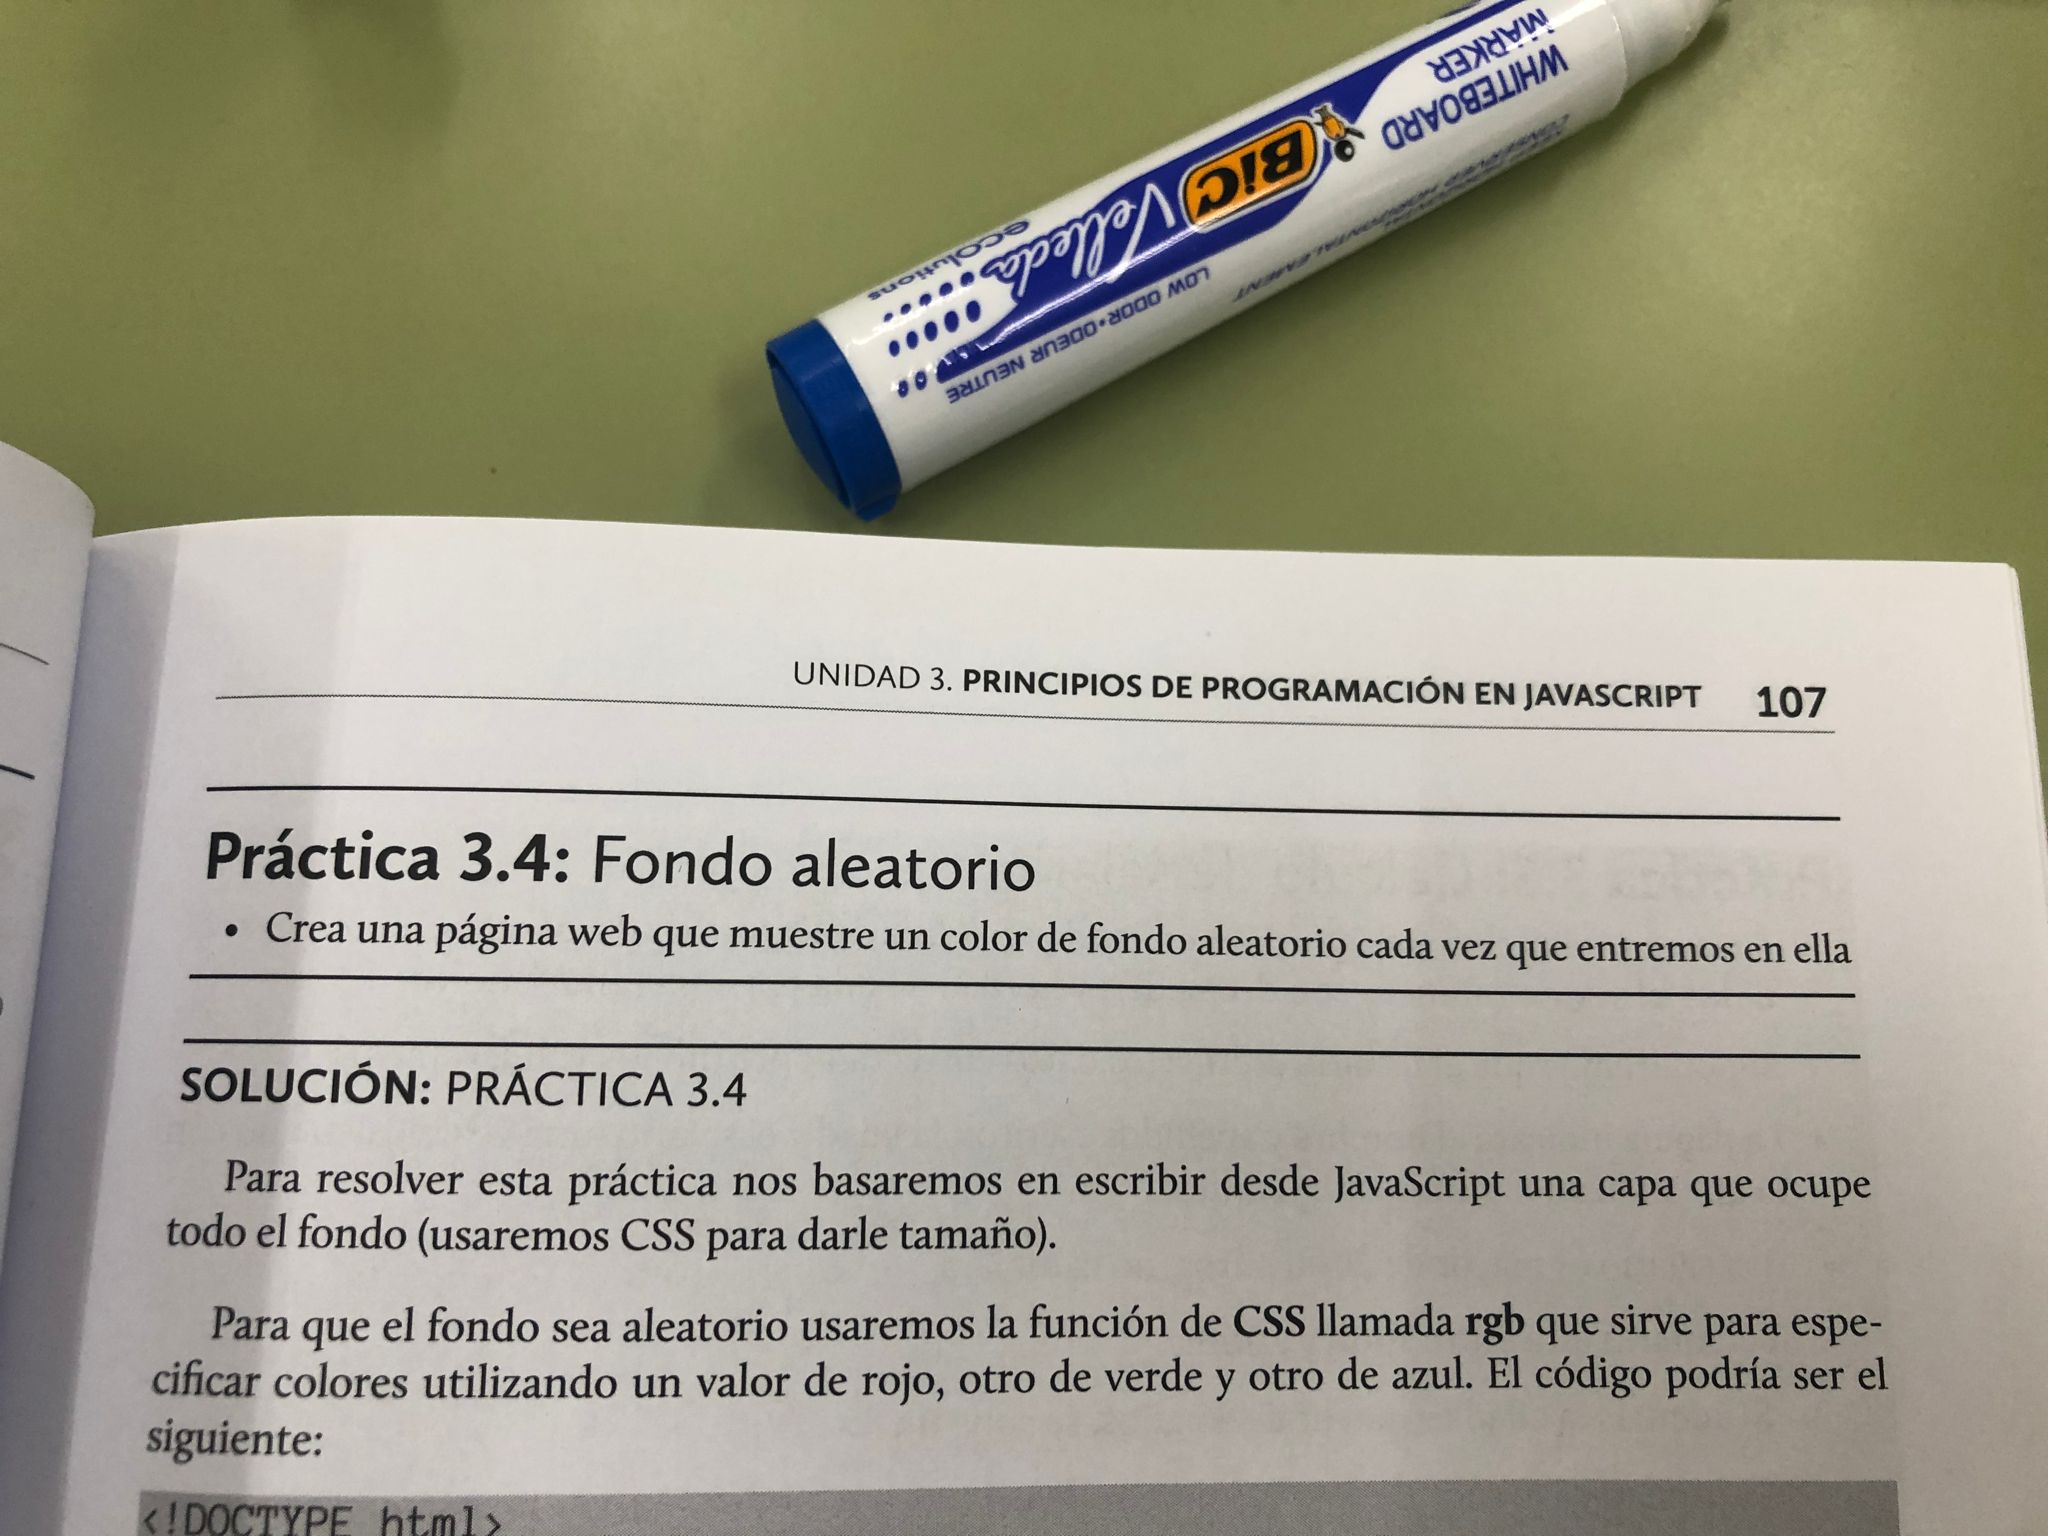 WHITEBOARD
MARKER
BIC
Velleda
ecolutions
LOW ODOR • ODEUR NEUTRE
UNIDAD 3. PRINCIPIOS DE PROGRAMACIÓN EN JAVASCRIPT 107
Práctica 3.4: Fondo aleatorio
• Crea una página web que muestre un color de fondo aleatorio cada vez que entremos en ella
SOLUCIÓN: PRÁCTICA 3.4
Para resolver esta práctica nos basaremos en escribir desde JavaScript una capa que ocupe
todo el fondo (usaremos CSS para darle tamaño).
Para que el fondo sea aleatorio usaremos la función de CSS llamada rgb que sirve para espe-
cificar colores utilizando un valor de rojo, otro de verde y otro de azul. El código podría ser el
siguiente:
<!DOCTYPE html>